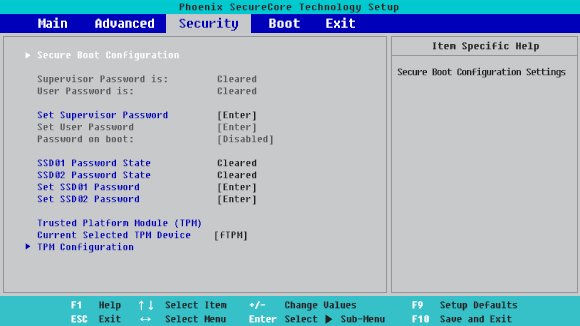 Phoenix SecureCore Technology Setup
Main Advanced Security Boot Exit
Item Specific Help
▶ Secure Boot Configuration
Secure Boot Configuration Settings
Supervisor Password is: Cleared
User Password is: Cleared
Set Supervisor Password [Enter]
Set User Password [Enter]
Password on boot: [Disabled]
SSD01 Password State Cleared
SSD02 Password State Cleared
Set SSD01 Password [Enter]
Set SSD02 Password [Enter]
Trusted Platform Module (TPM)
Current Selected TPM Device [fTPM]
▶ TPM Configuration
F1 Help ↑↓ Select Item +/- Change Values F9 Setup Defaults
ESC Exit ↔ Select Menu Enter Select ▶ Sub-Menu F10 Save and Exit